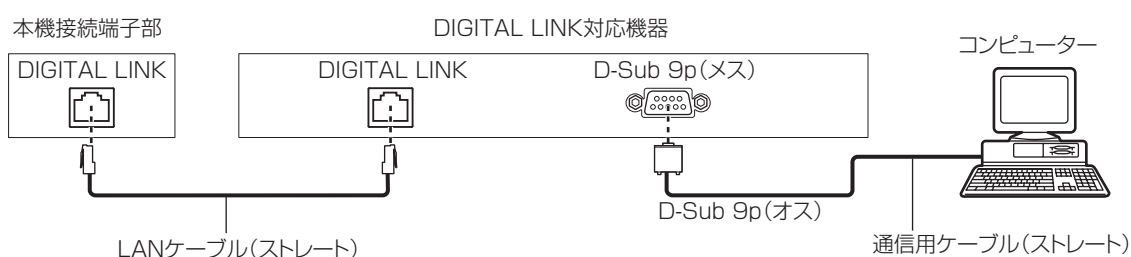 本機接続端子部
DIGITAL LINK対応機器
コンピューター
DIGITAL LINK
DIGITAL LINK
D-Sub 9p（メス）
D-Sub 9p（オス）
LANケーブル（ストレート）
通信用ケーブル（ストレート）